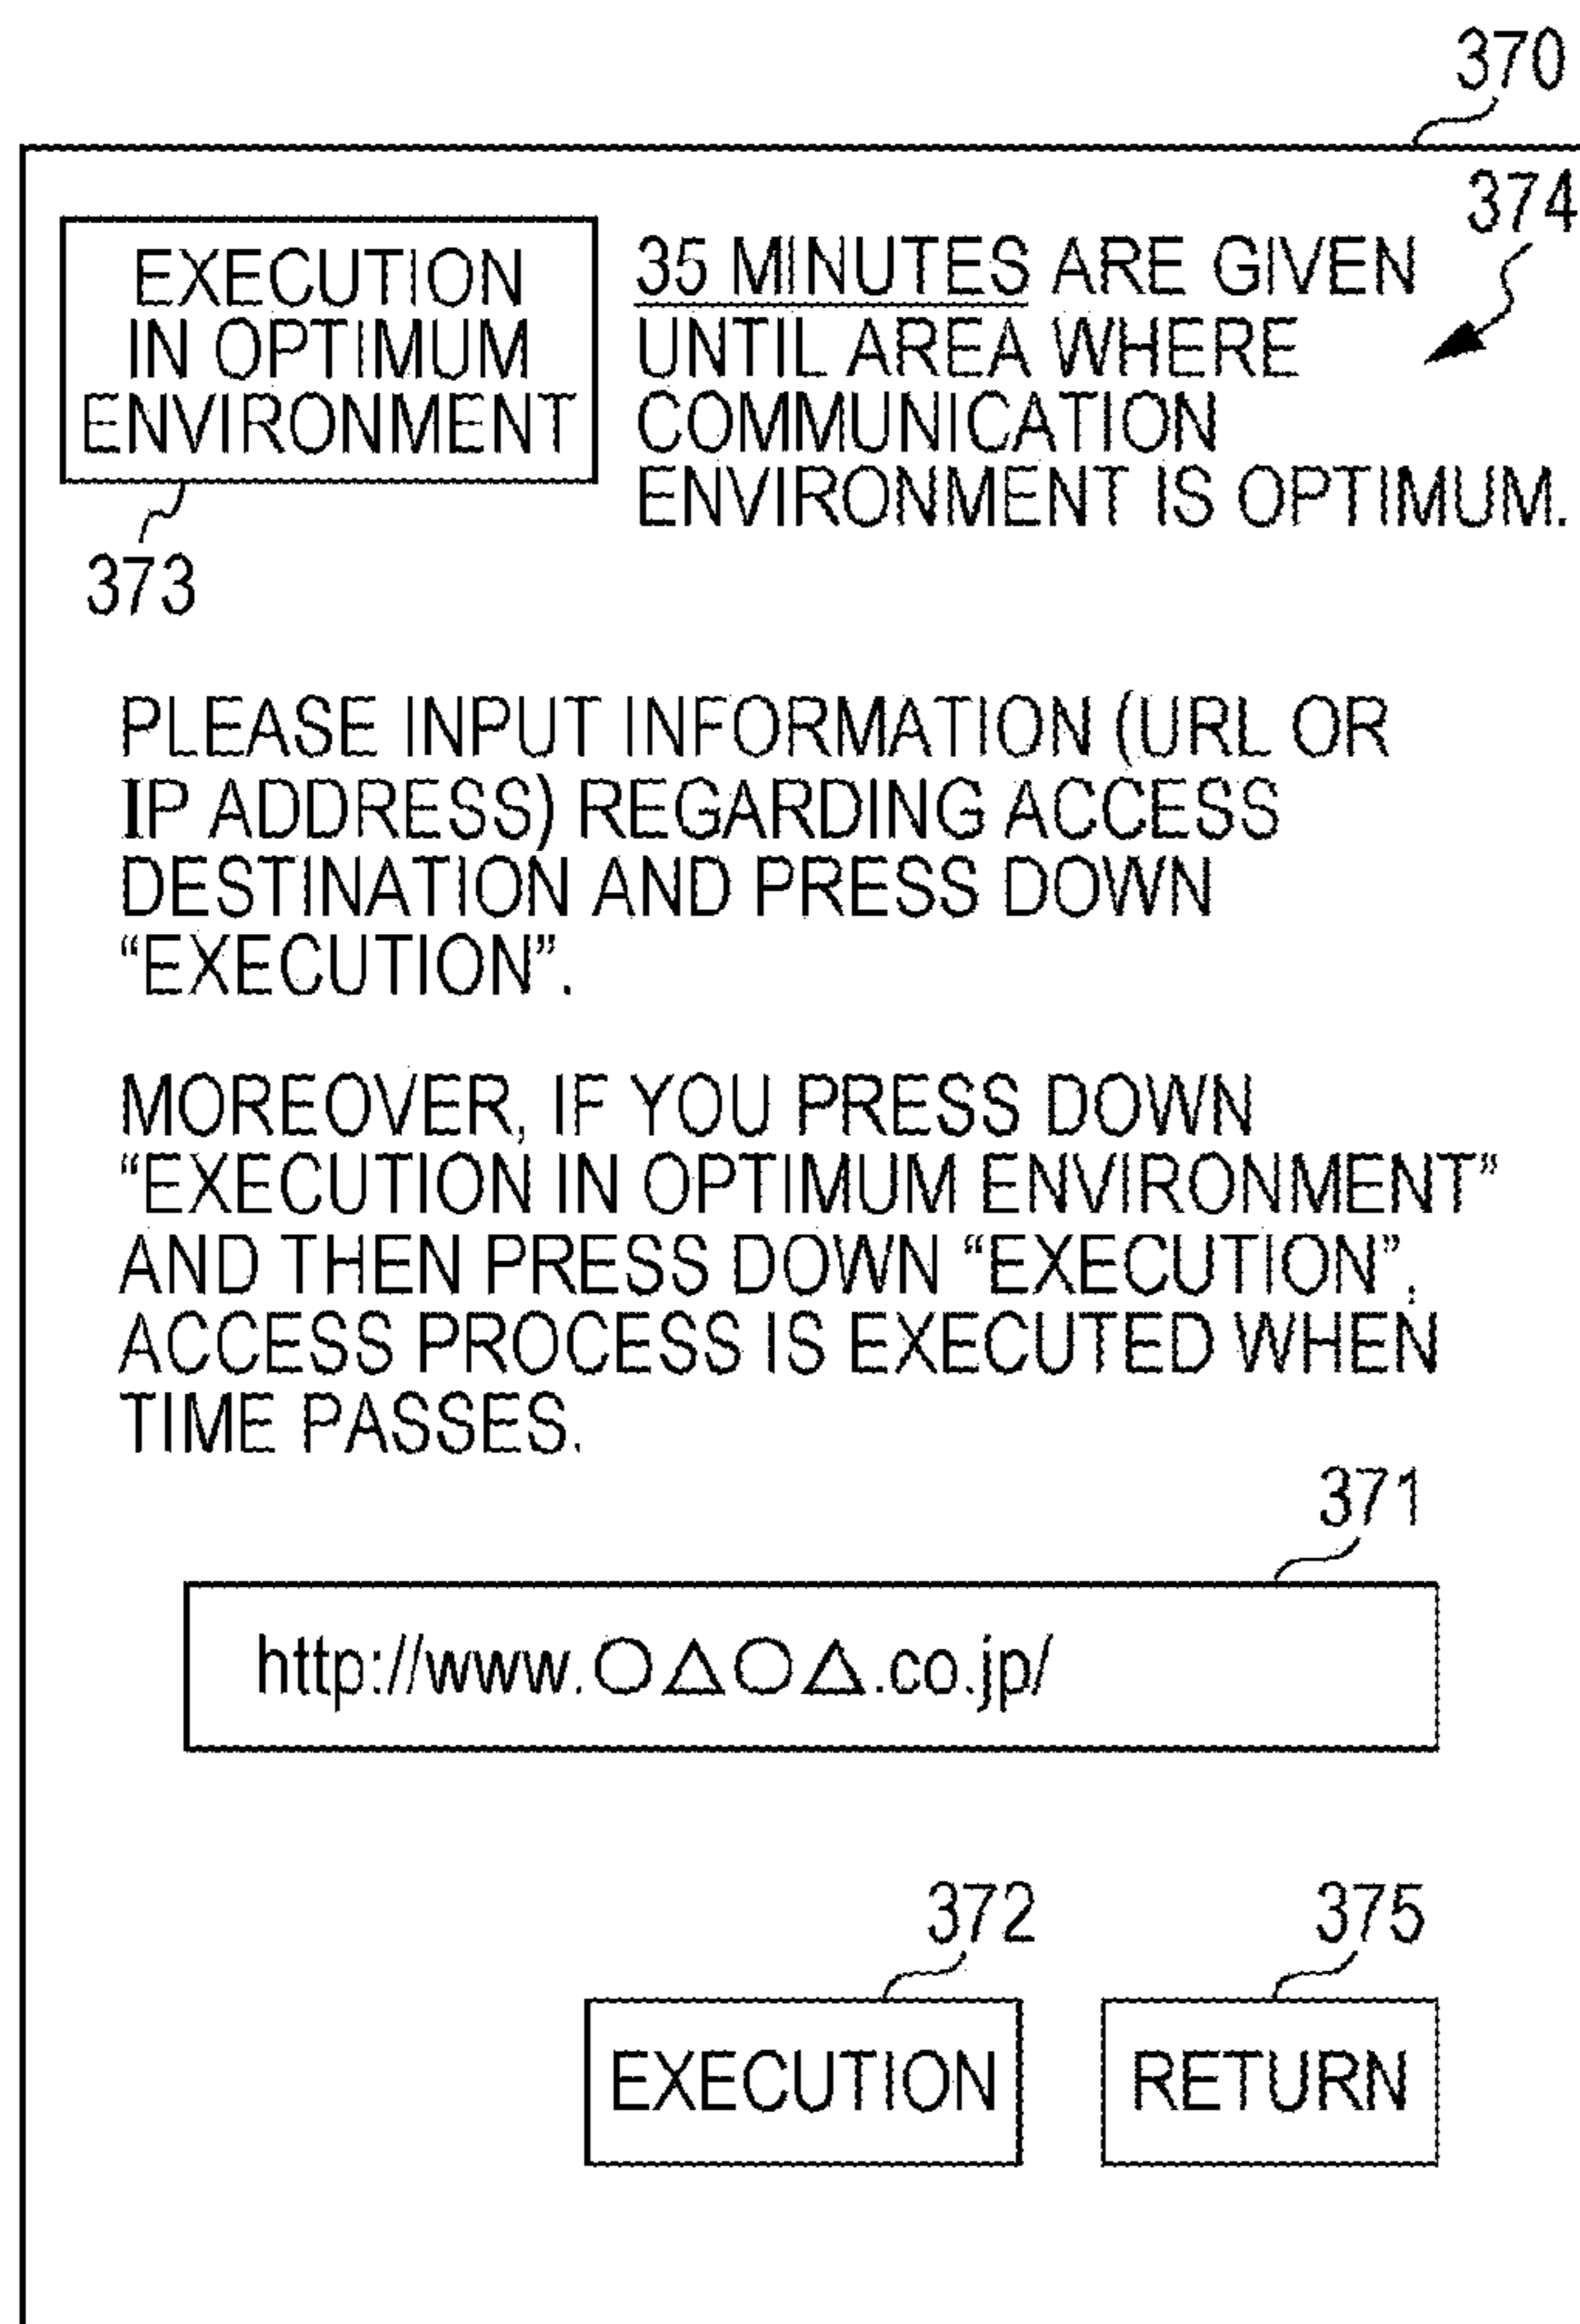 370
374
EXECUTION
IN OPTIMUM
ENVIRONMENT
35 MINUTES ARE GIVEN
UNTIL AREA WHERE
COMMUNICATION
ENVIRONMENT IS OPTIMUM.
373
PLEASE INPUT INFORMATION (URL OR
IP ADDRESS) REGARDING ACCESS
DESTINATION AND PRESS DOWN
“EXECUTION”.
MOREOVER, IF YOU PRESS DOWN
“EXECUTION IN OPTIMUM ENVIRONMENT”
AND THEN PRESS DOWN “EXECUTION”,
ACCESS PROCESS IS EXECUTED WHEN
TIME PASSES.
371
http://www.○△○△.co.jp/
372
375
EXECUTION
RETURN